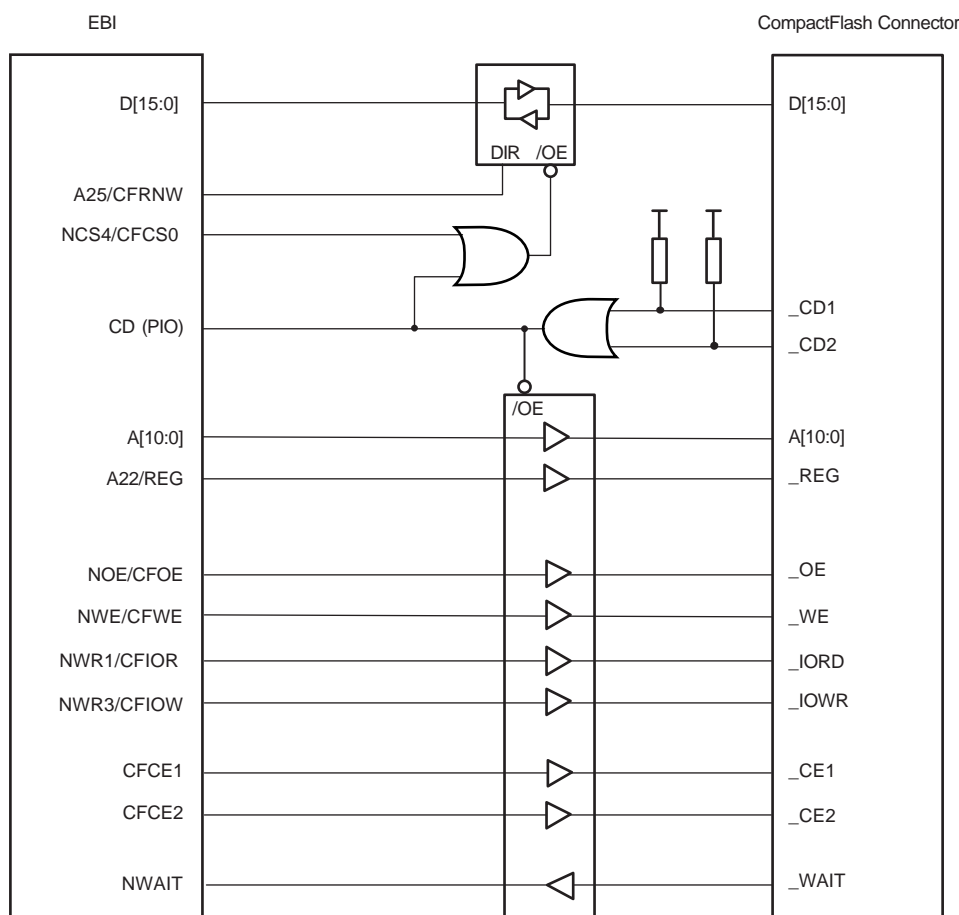 EBI
CompactFlash Connector
D[15:0]
D[15:0]
DIR /OE
A25/CFRNW
NCS4/CFCS0
_CD1
CD (PIO)
_CD2
/OE
A[10:0]
A[10:0]
A22/REG
_REG
NOE/CFOE
_OE
NWE/CFWE
_WE
NWR1/CFIOR
_IORD
NWR3/CFIOW
_IOWR
CFCE1
_CE1
CFCE2
_CE2
NWAIT
_WAIT